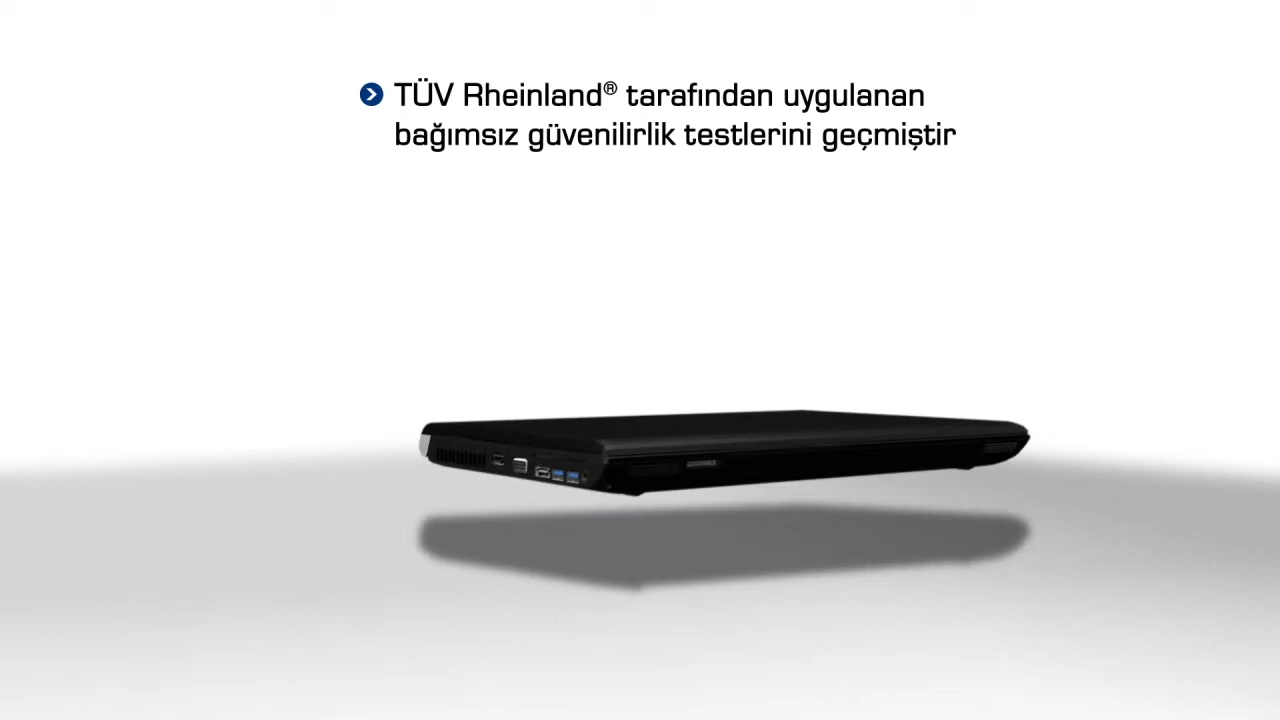 TÜV Rheinland® tarafından uygulanan
bağımsız güvenilirlik testlerini geçmiştir